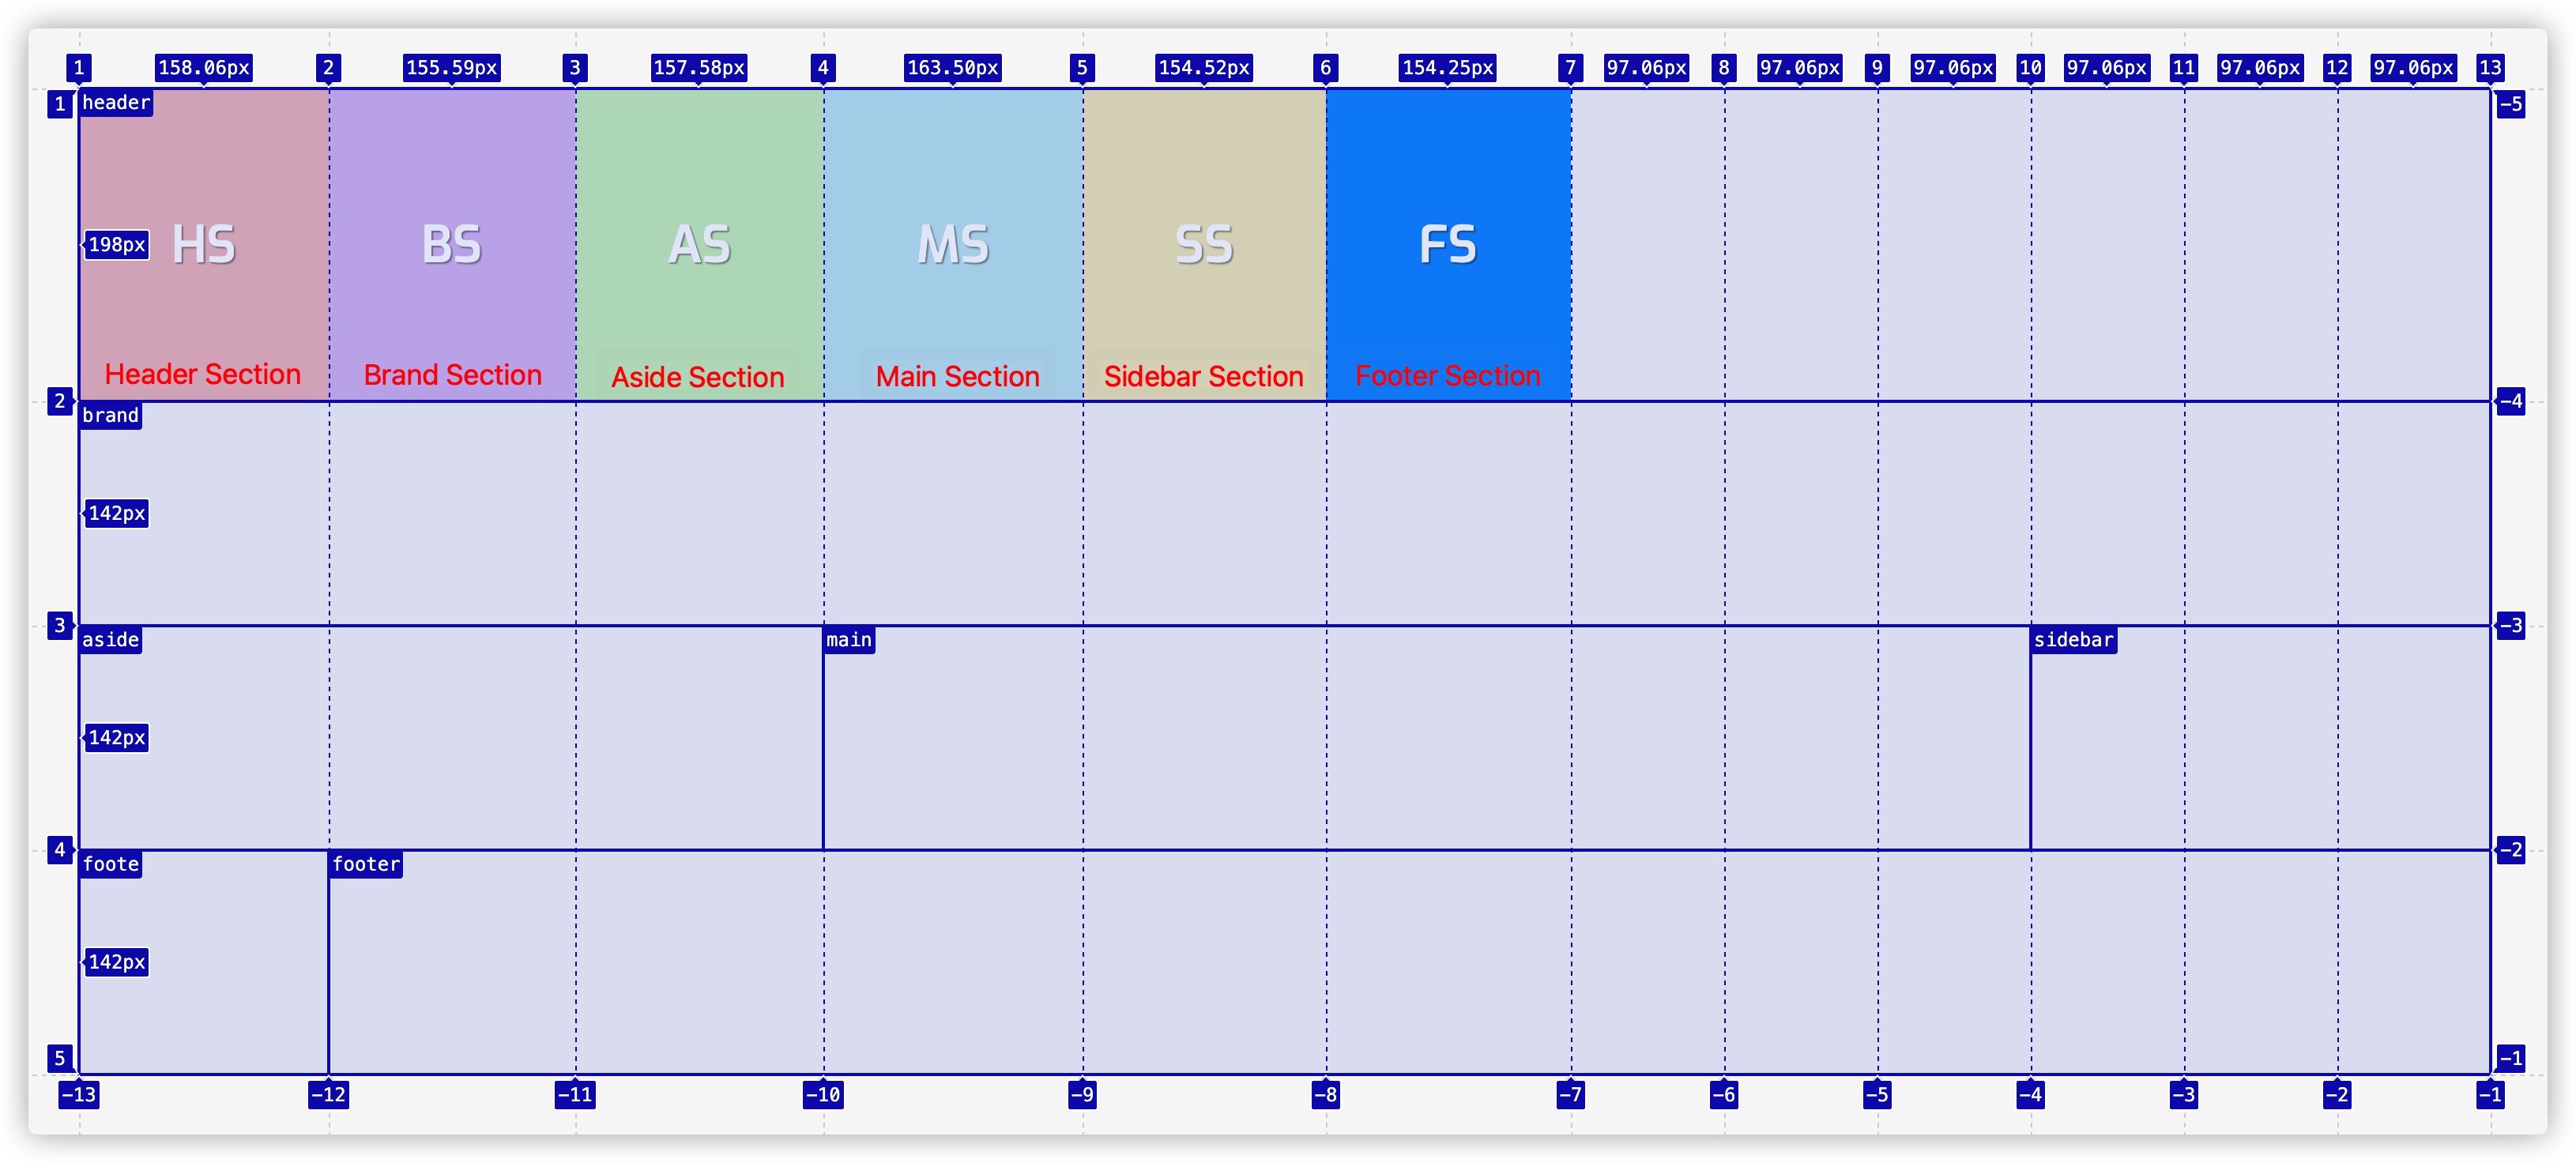 1 158.06px 2 155.59px 3 157.58px 4 163.50px 5 154.52px 6 154.25px 7 97.06px 8 97.06px 9 97.06px 10 97.06px 11 97.06px 12 97.06px 13
1 header −5
198px HS BS AS MS SS FS
Header Section Brand Section Aside Section Main Section Sidebar Section Footer Section
2 −4
brand
142px
3 −3
aside main sidebar
142px
4 −2
foote footer
142px
5 −1
−13 −12 −11 −10 −9 −8 −7 −6 −5 −4 −3 −2 −1